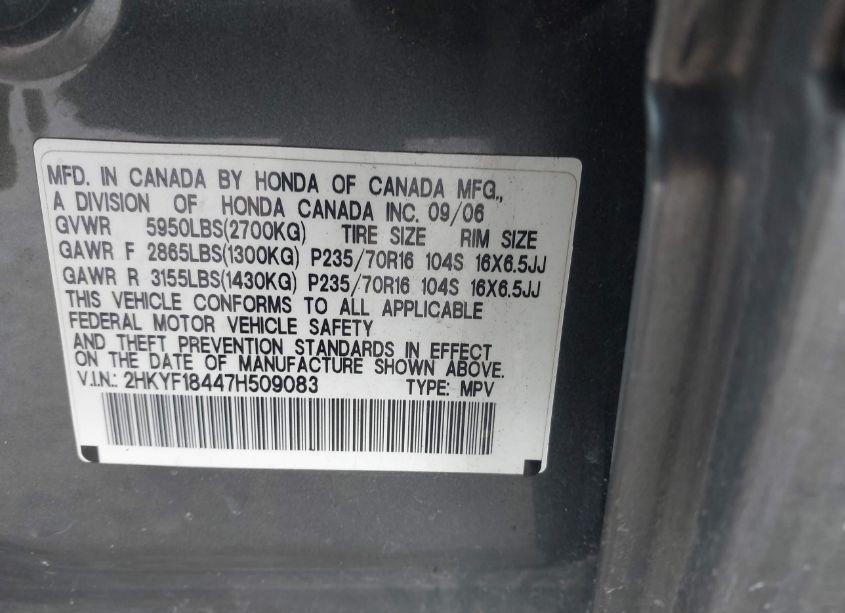 MFD. IN CANADA BY HONDA OF CANADA MFG.,
A DIVISION OF HONDA CANADA INC. 09/06
GVWR 5950LBS(2700KG) TIRE SIZE RIM SIZE
GAWR F 2865LBS(1300KG) P235/70R16 104S 16X6.5JJ
GAWR R 3155LBS(1430KG) P235/70R16 104S 16X6.5JJ
THIS VEHICLE CONFORMS TO ALL APPLICABLE
FEDERAL MOTOR VEHICLE SAFETY
AND THEFT PREVENTION STANDARDS IN EFFECT
ON THE DATE OF MANUFACTURE SHOWN ABOVE.
V.I.N.: 2HKYF18447H509083 TYPE: MPV